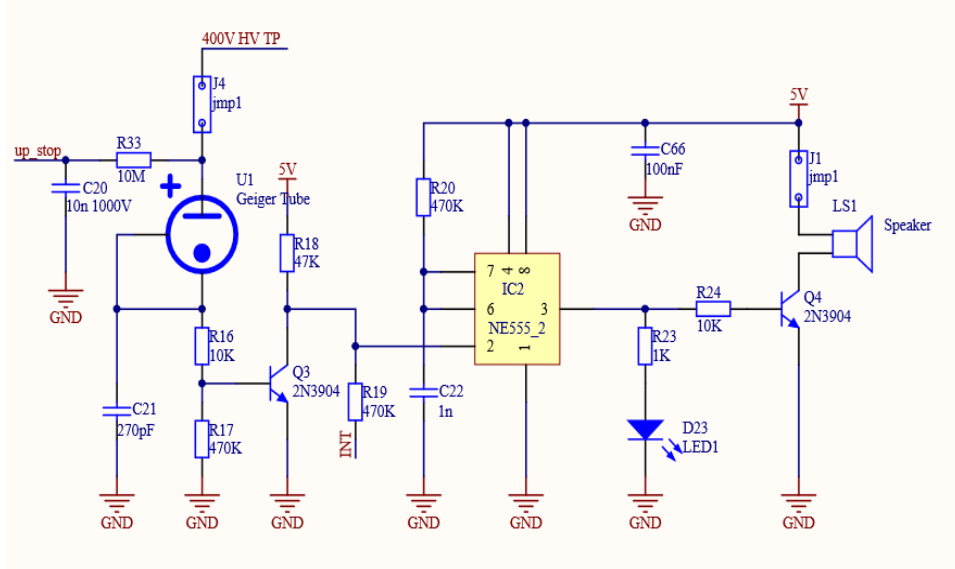 400V HV TP
J4
jmp1
up_stop
R33
10M
C20
10n 1000V
GND
U1
Geiger Tube
5V
R18
47K
R16
10K
Q3
2N3904
C21
270pF
R17
470K
R19
470K
INT
GND
GND
GND
R20
470K
7
4
8
IC2
6
3
NE555_2
2
1
C22
1n
GND
GND
C66
100nF
GND
5V
J1
jmp1
LS1
Speaker
R24
10K
Q4
2N3904
R23
1K
D23
LED1
GND
GND